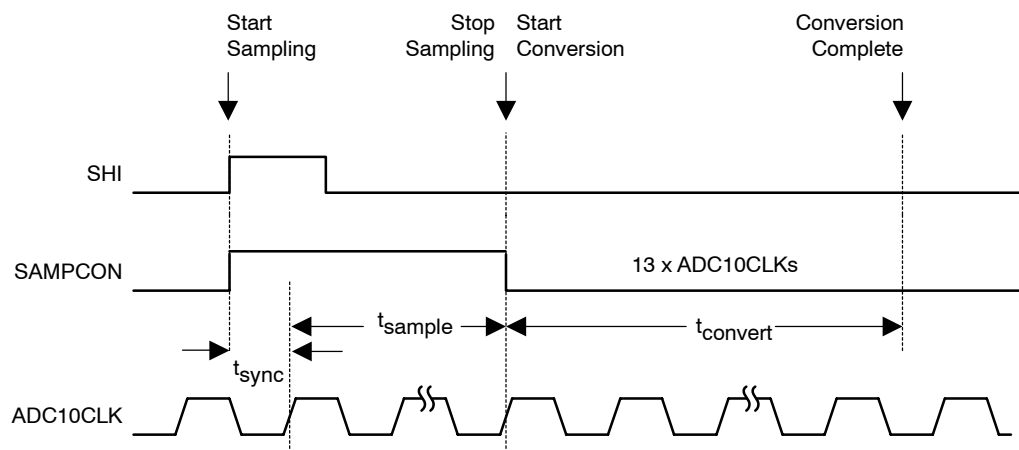 Start
Sampling
Stop
Sampling
Start
Conversion
Conversion
Complete
SHI
SAMPCON
13 x ADC10CLKs
tsample
tconvert
tsync
ADC10CLK